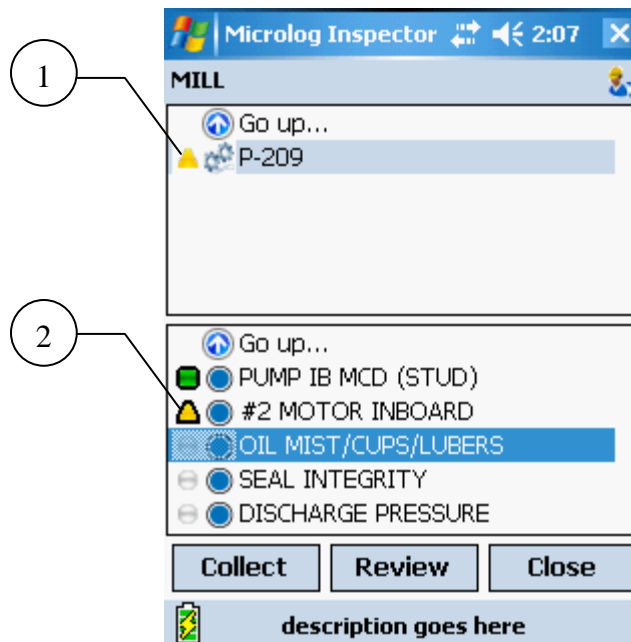 Microlog Inspector 2:07
1
MILL
Go up...
P-209
2
Go up...
PUMP IB MCD (STUD)
#2 MOTOR INBOARD
OIL MIST/CUPS/LUBERS
SEAL INTEGRITY
DISCHARGE PRESSURE
Collect Review Close
description goes here